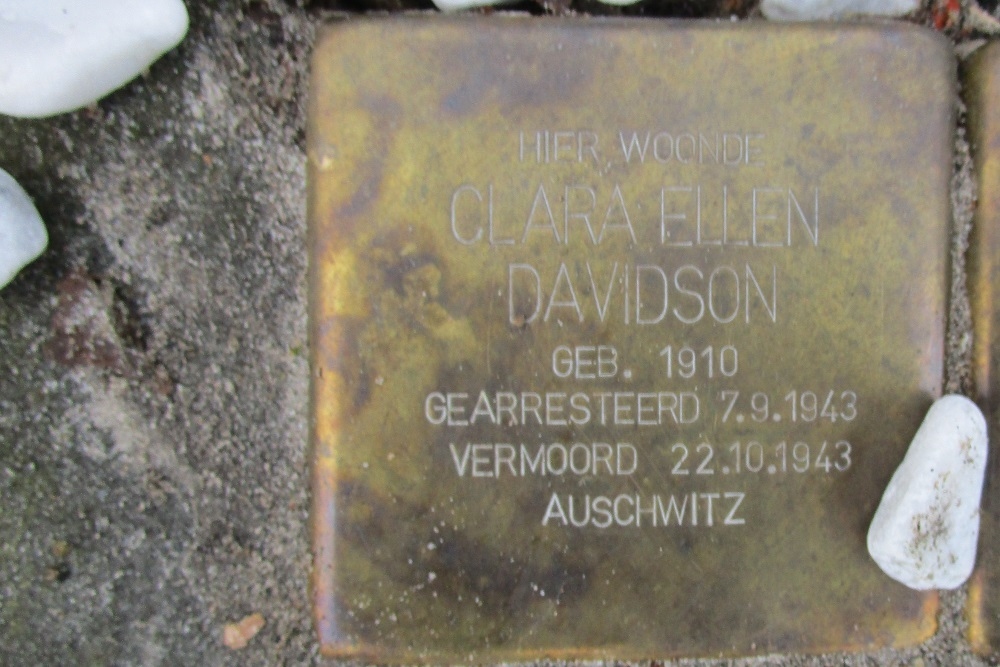 HIER WOONDE
CLARA ELLEN
DAVIDSON
GEB. 1910
GEARRESTEERD 7.9.1943
VERMOORD 22.10.1943
AUSCHWITZ